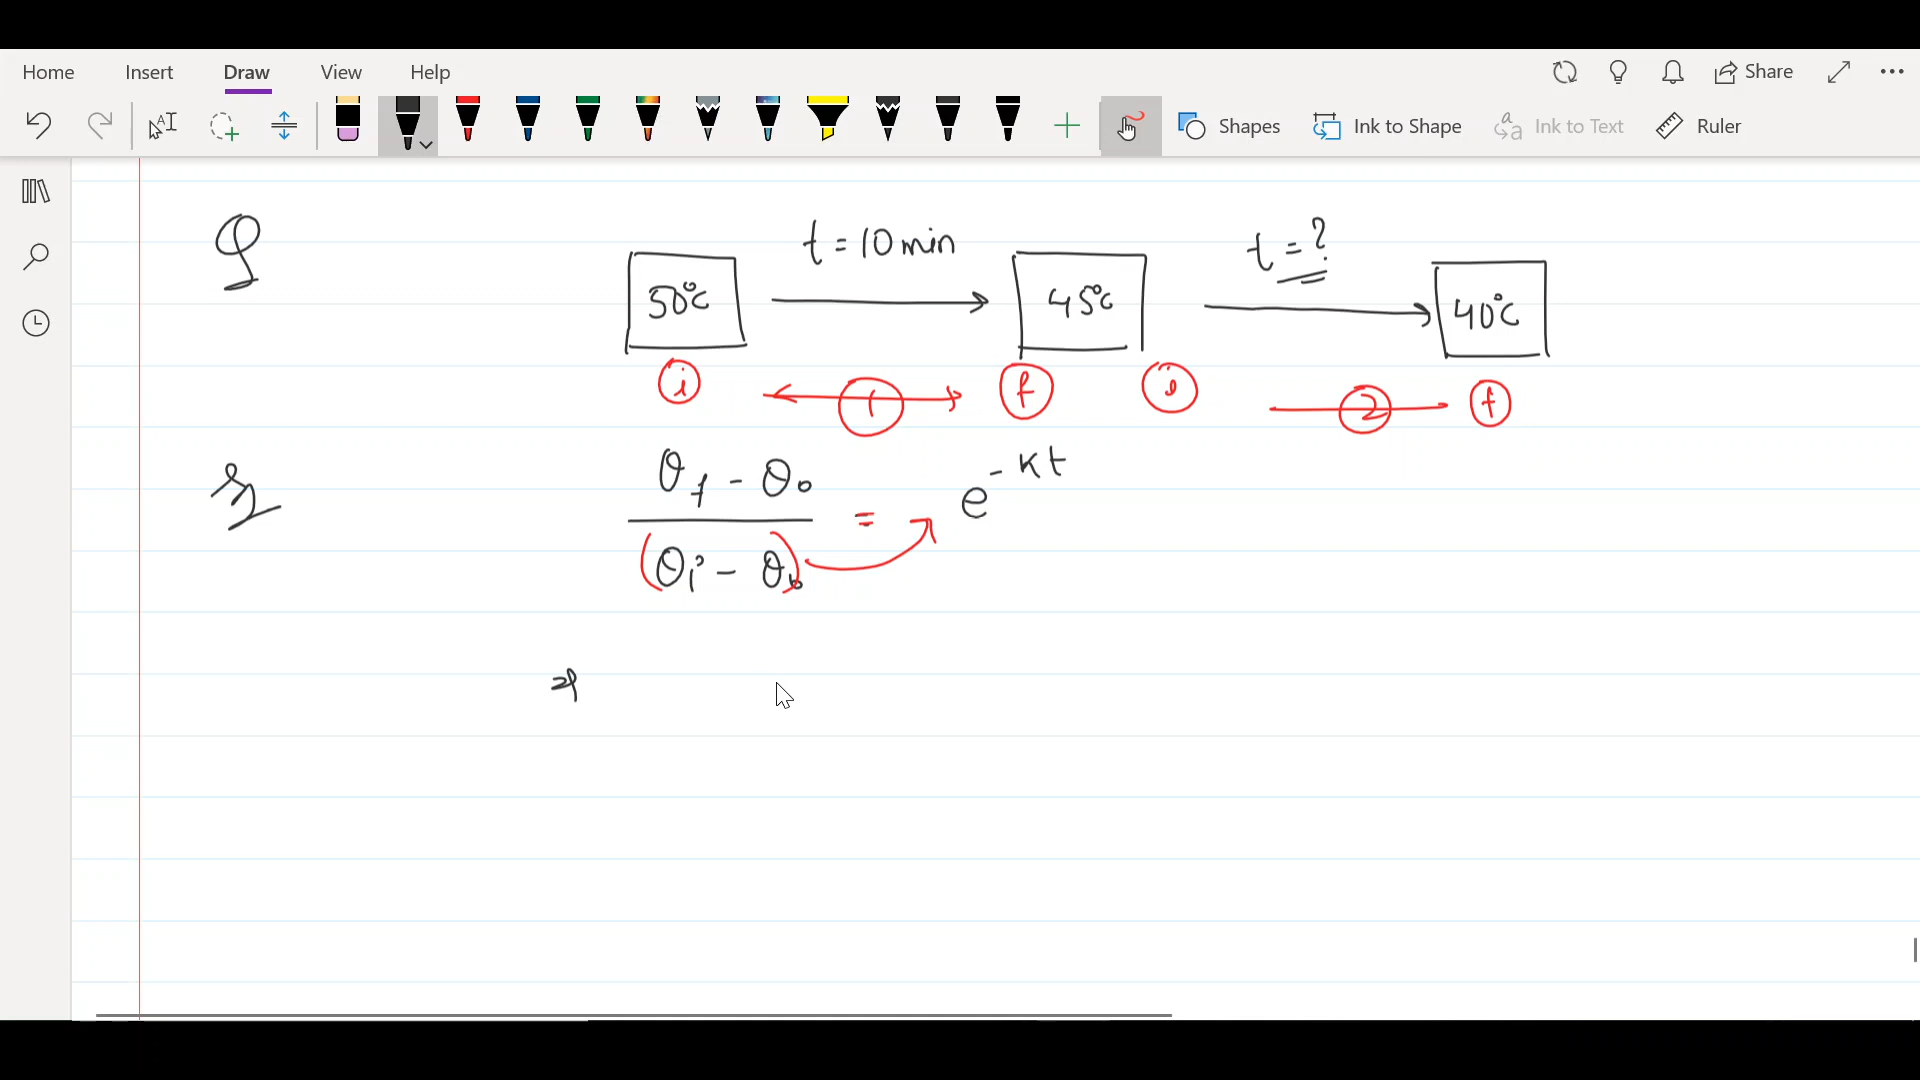 Home Insert Draw View Help Share
Shapes Ink to Shape Ink to Text Ruler
Q
t = 10 min
t = ?
50°C
45°C
40°C
i
1
f
i
2
f
θf - θ₀
= e^-Kt
(θi - θ₀)